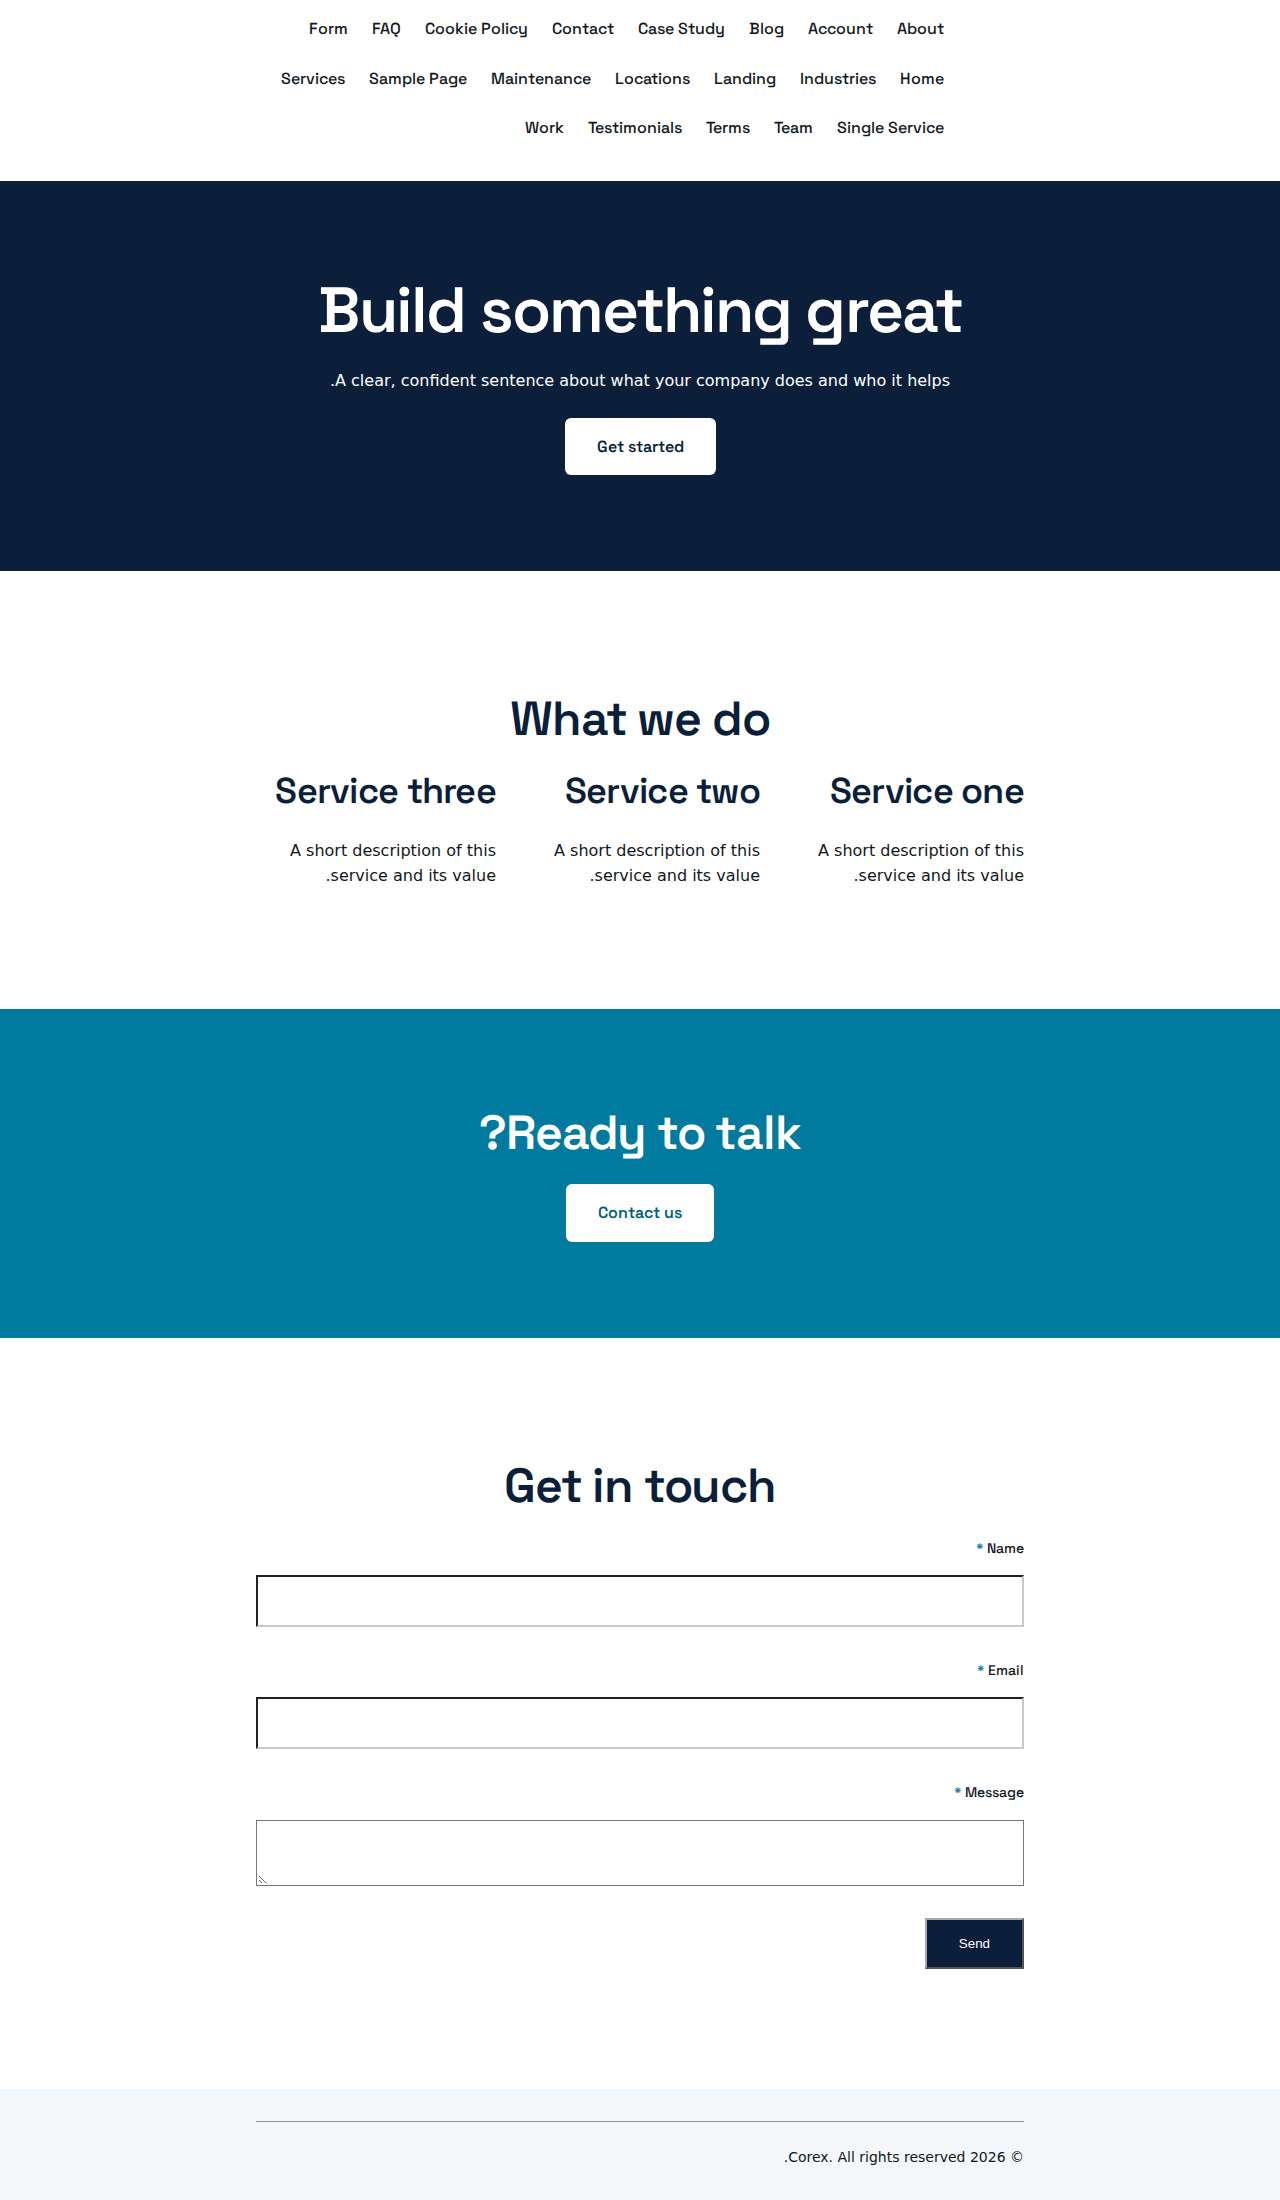 Form FAQ Cookie Policy Contact Case Study Blog Account About
Services Sample Page Maintenance Locations Landing Industries Home
Work Testimonials Terms Team Single Service
Build something great
.A clear, confident sentence about what your company does and who it helps
Get started
What we do
Service three
A short description of this
.service and its value
Service two
A short description of this
.service and its value
Service one
A short description of this
.service and its value
?Ready to talk
Contact us
Get in touch
* Name
* Email
* Message
Send
.Corex. All rights reserved 2026 ©